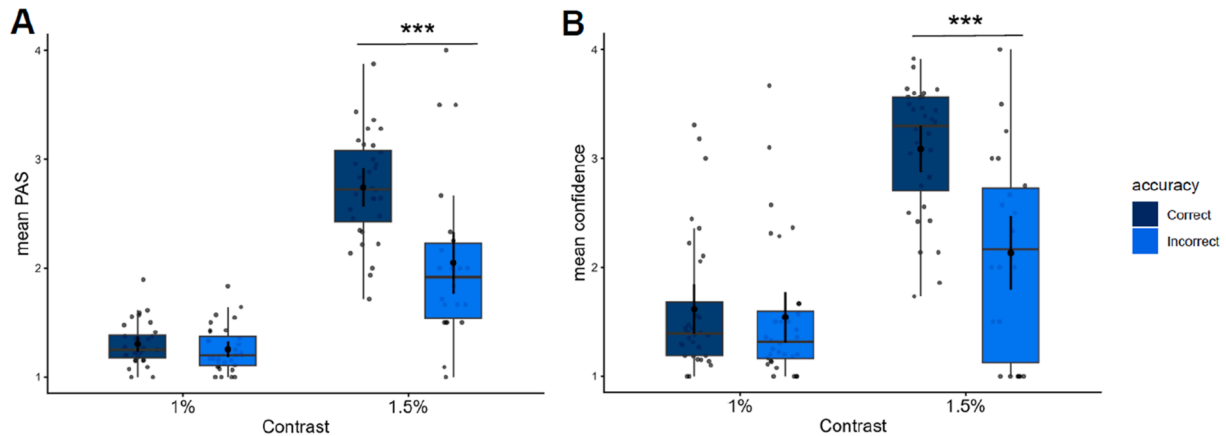 A
***
mean PAS
4
3
2
1
1%
1.5%
Contrast
B
***
mean confidence
4
3
2
1
1%
1.5%
Contrast
accuracy
Correct
Incorrect